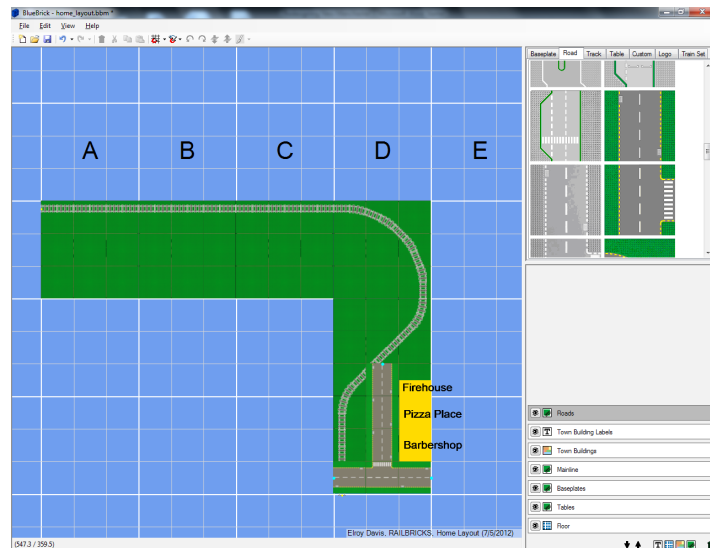 BlueBrick - home_layout.bbm *
File Edit View Help
Baseplate Road Track Table Custom Logo Train Set
A B C D E
Firehouse
Pizza Place
Barbershop
Roads
Town Building Labels
Town Buildings
Mainline
Baseplates
Tables
Floor
Elroy Davis, RAILBRICKS, Home Layout (7/5/2012)
(547.3 / 359.5)